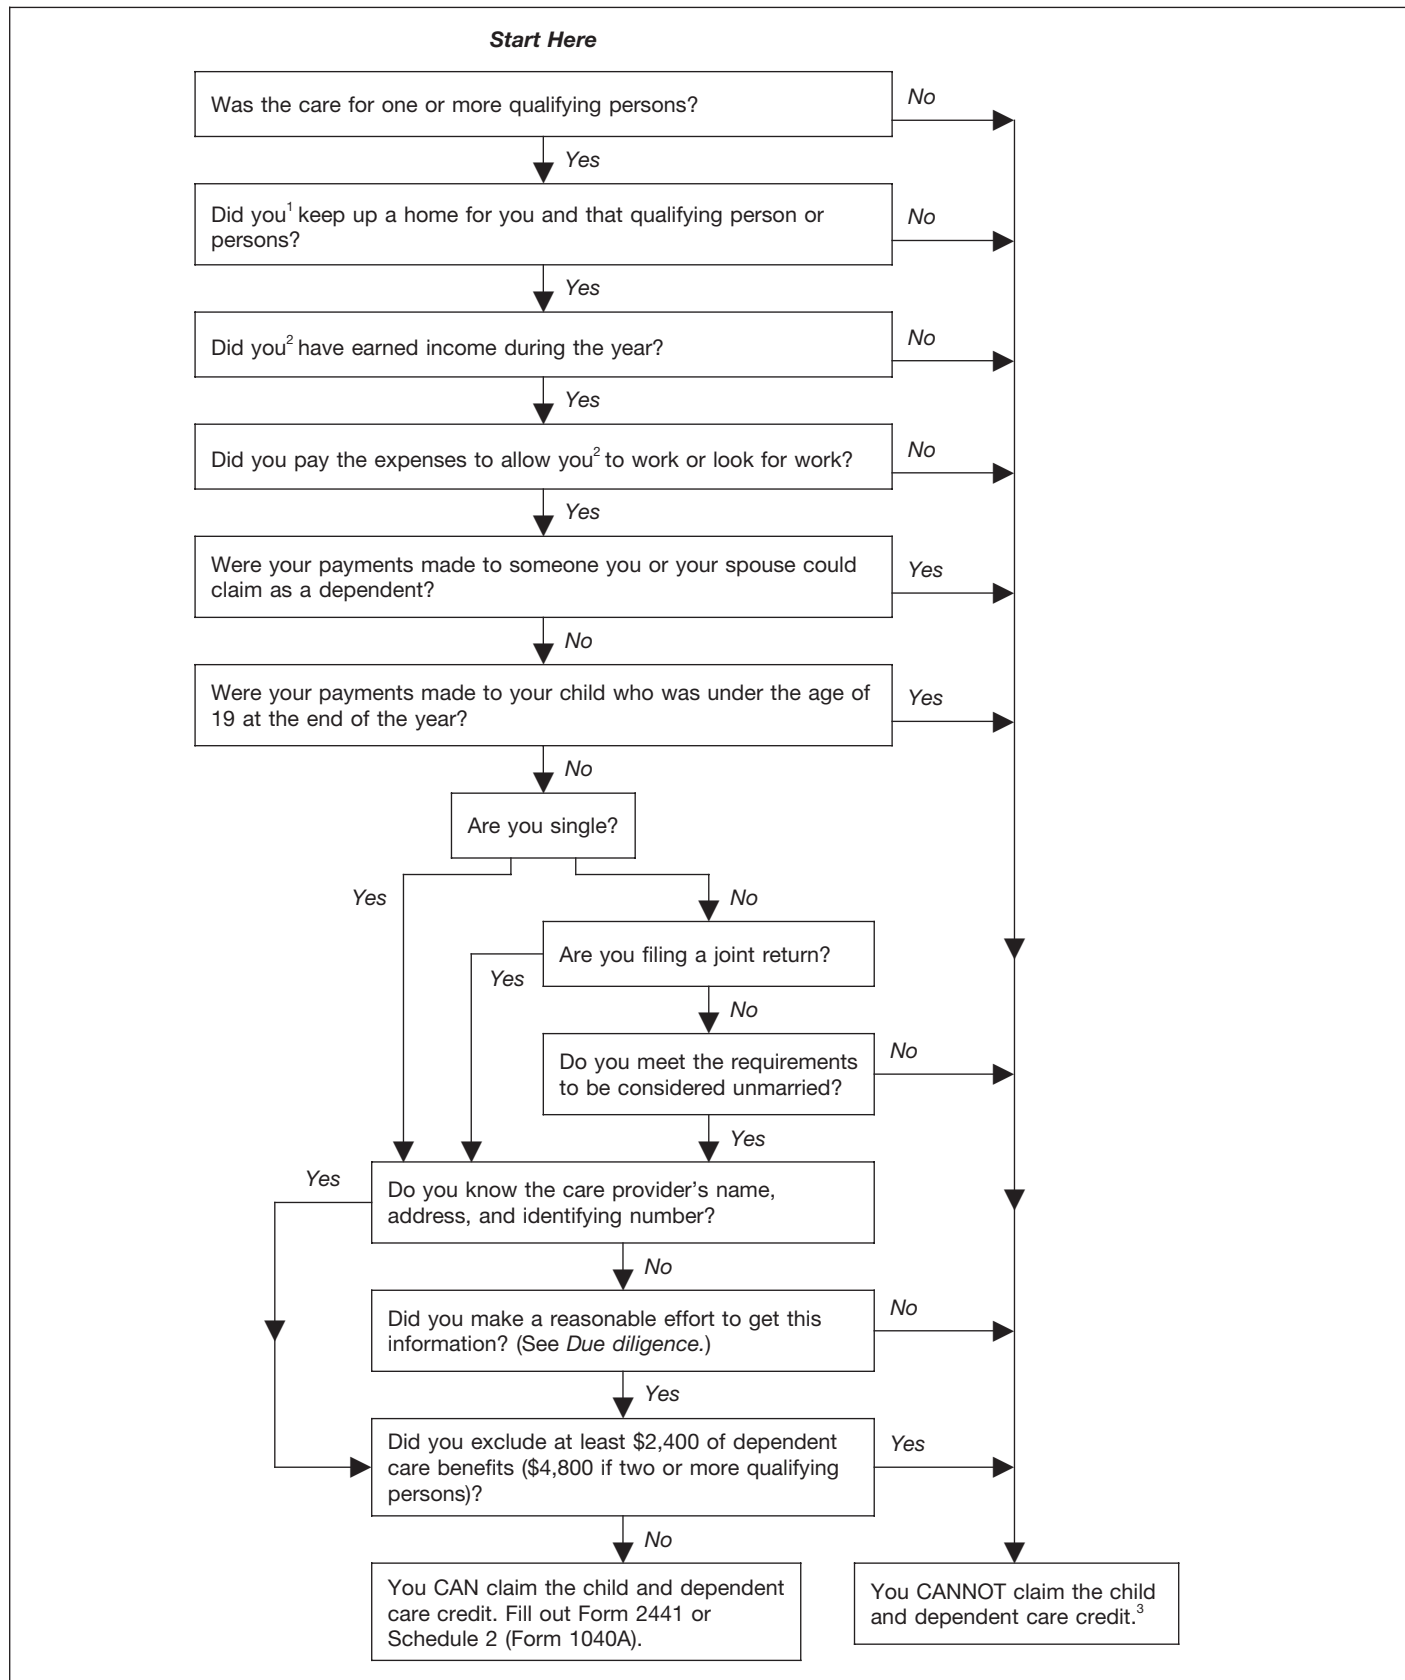 Start Here
Was the care for one or more qualifying persons?
No
Yes
Did you¹ keep up a home for you and that qualifying person or
persons?
No
Yes
Did you² have earned income during the year?
No
Yes
Did you pay the expenses to allow you² to work or look for work?
No
Yes
Were your payments made to someone you or your spouse could
claim as a dependent?
Yes
No
Were your payments made to your child who was under the age of
19 at the end of the year?
Yes
No
Are you single?
Yes
No
Are you filing a joint return?
Yes
No
Do you meet the requirements
to be considered unmarried?
No
Yes
Yes
Do you know the care provider's name,
address, and identifying number?
No
Did you make a reasonable effort to get this
information? (See Due diligence.)
No
Yes
Did you exclude at least $2,400 of dependent
care benefits ($4,800 if two or more qualifying
persons)?
Yes
No
You CAN claim the child and dependent
care credit. Fill out Form 2441 or
Schedule 2 (Form 1040A).
You CANNOT claim the child
and dependent care credit.³